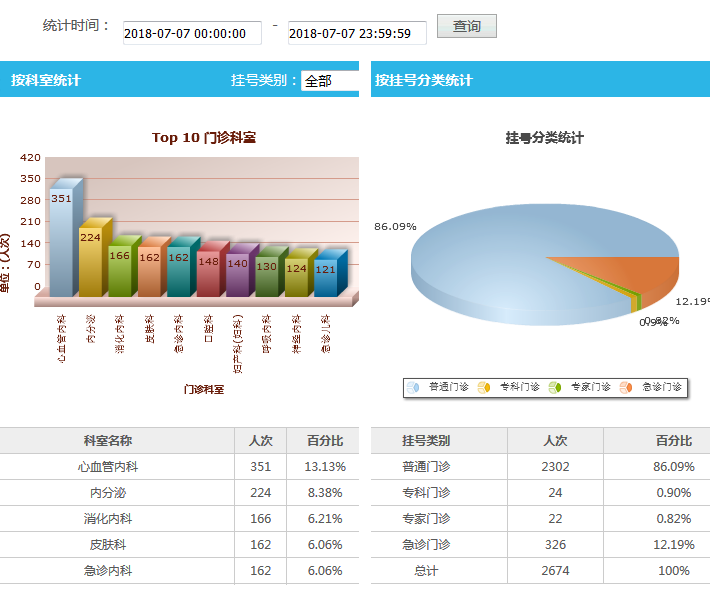 统计时间： 2018-07-07 00:00:00 - 2018-07-07 23:59:59 查询
按科室统计 挂号类别：全部
按挂号分类统计
Top 10 门诊科室
420
350
280
210
140
70
0
单位：(人次)
351
224
166
162
162
148
140
130
124
121
心血管内科
内分泌
消化内科
皮肤科
急诊内科
口腔科
妇产科(妇科)
呼吸内科
神经内科
急诊儿科
门诊科室
挂号分类统计
86.09%
12.19%
0.82%
0.9%
普通门诊 专科门诊 专家门诊 急诊门诊
科室名称 人次 百分比
心血管内科 351 13.13%
内分泌 224 8.38%
消化内科 166 6.21%
皮肤科 162 6.06%
急诊内科 162 6.06%
挂号类别 人次 百分比
普通门诊 2302 86.09%
专科门诊 24 0.90%
专家门诊 22 0.82%
急诊门诊 326 12.19%
总计 2674 100%